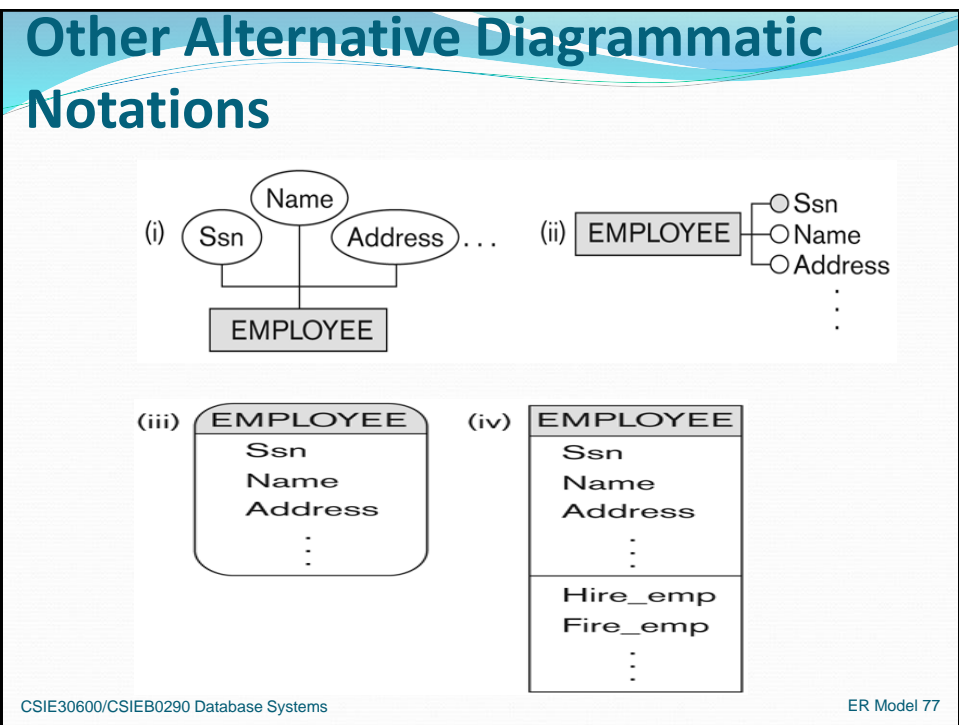 Other Alternative Diagrammatic
Notations
(i)
Name
Ssn
Address
. . .
EMPLOYEE
(ii)
EMPLOYEE
Ssn
Name
Address
.
.
.
(iii)
EMPLOYEE
Ssn
Name
Address
.
.
.
(iv)
EMPLOYEE
Ssn
Name
Address
.
.
.
Hire_emp
Fire_emp
.
.
.
CSIE30600/CSIEB0290 Database Systems
ER Model 77